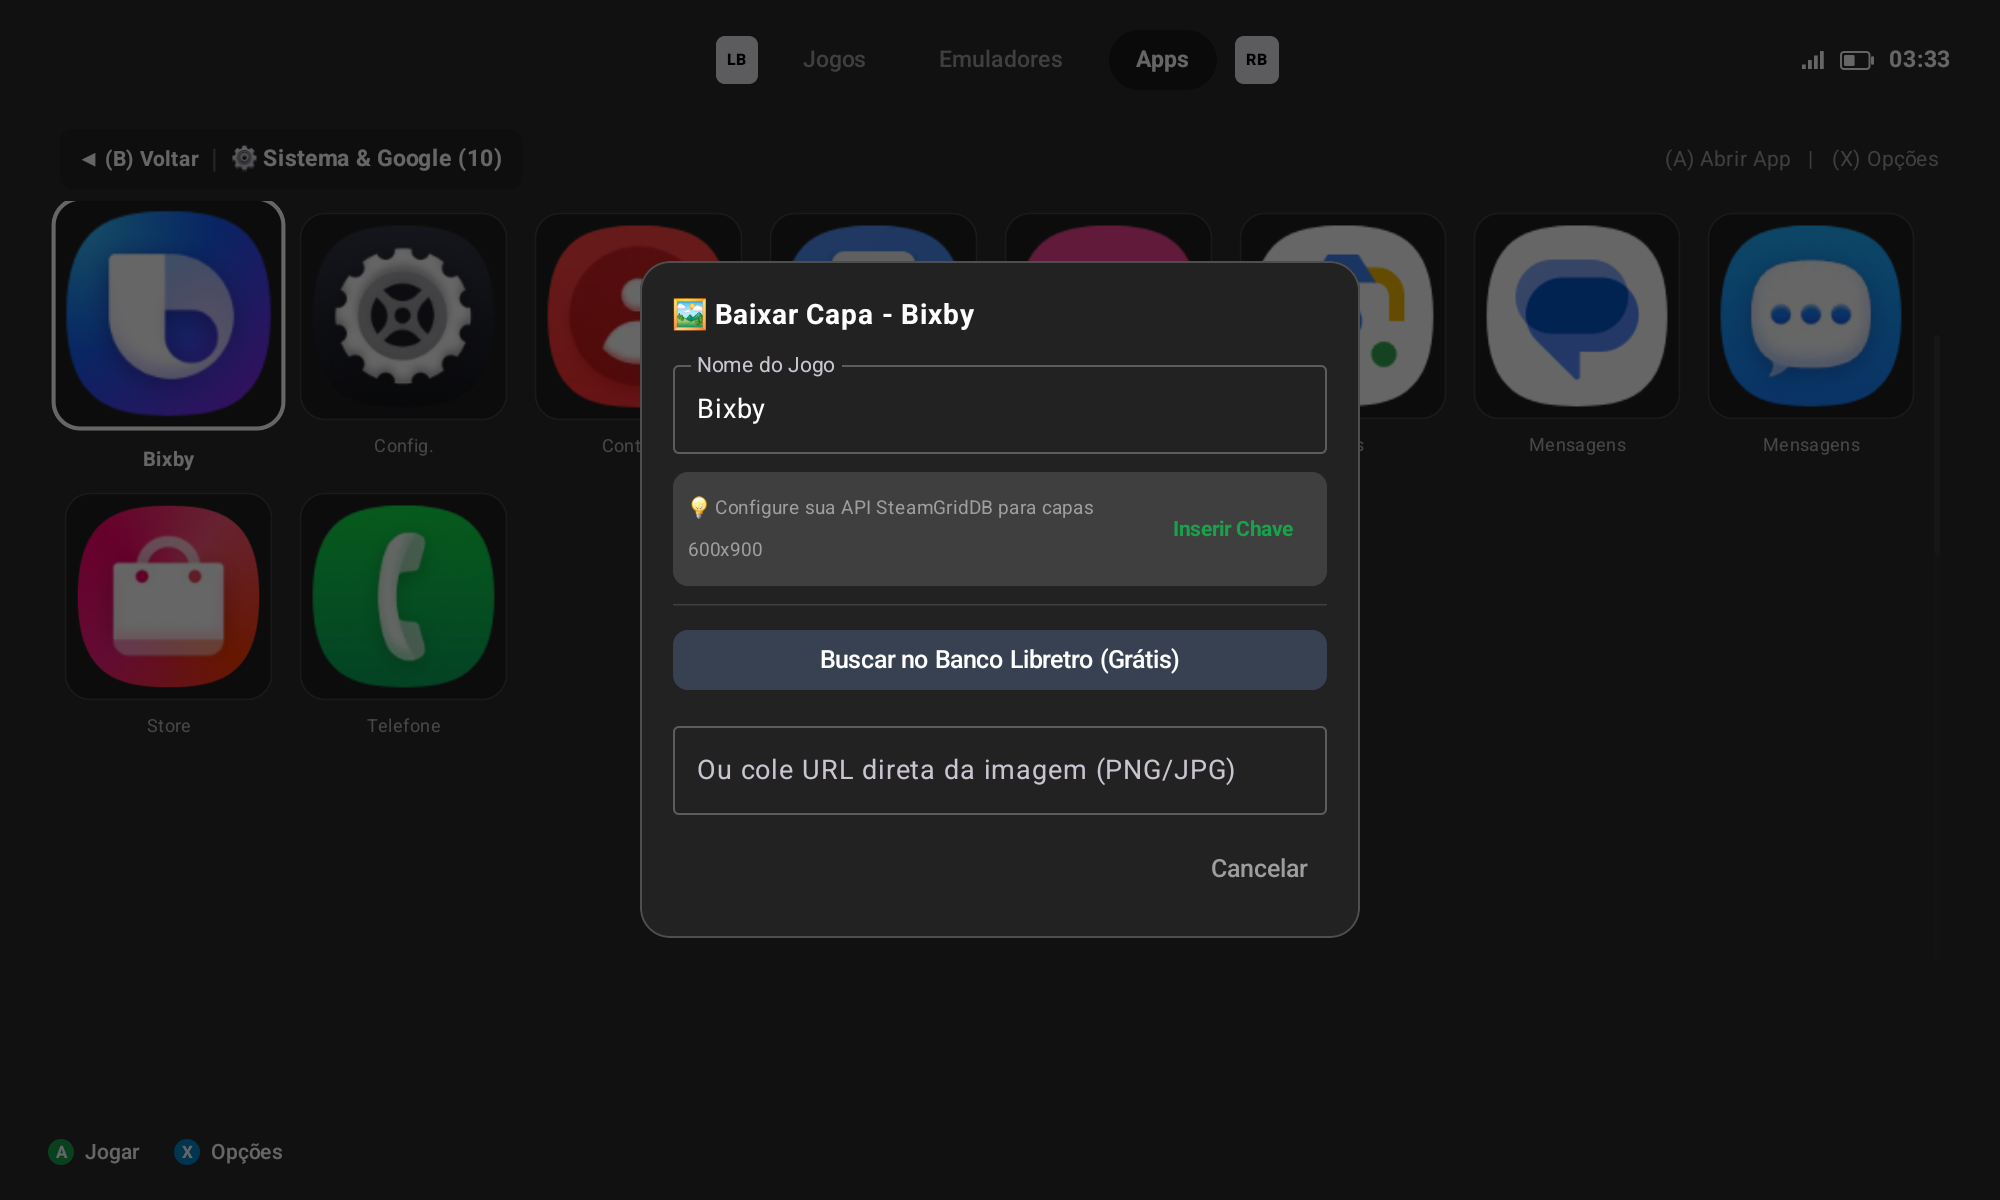 LB Jogos Emuladores Apps RB 03:33
◄ (B) Voltar | ⚙️ Sistema & Google (10) (A) Abrir App | (X) Opções
Bixby
Config.
Mensagens
Mensagens
Store
Telefone
🖼️ Baixar Capa - Bixby
Nome do Jogo
Bixby
💡 Configure sua API SteamGridDB para capas
600x900
Inserir Chave
Buscar no Banco Libretro (Grátis)
Ou cole URL direta da imagem (PNG/JPG)
Cancelar
A Jogar X Opções